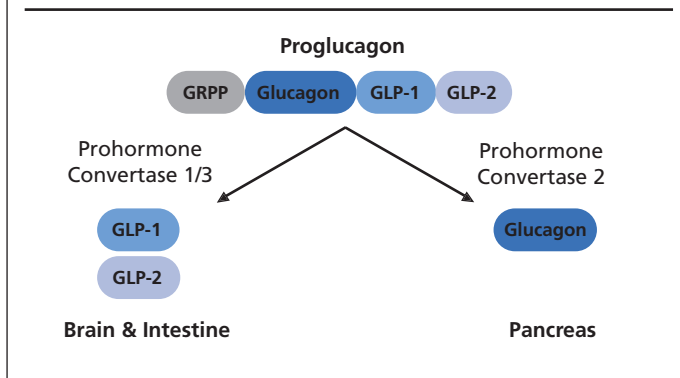 Proglucagon
GRPP Glucagon GLP-1 GLP-2
Prohormone
Convertase 1/3
Prohormone
Convertase 2
GLP-1
GLP-2
Glucagon
Brain & Intestine
Pancreas